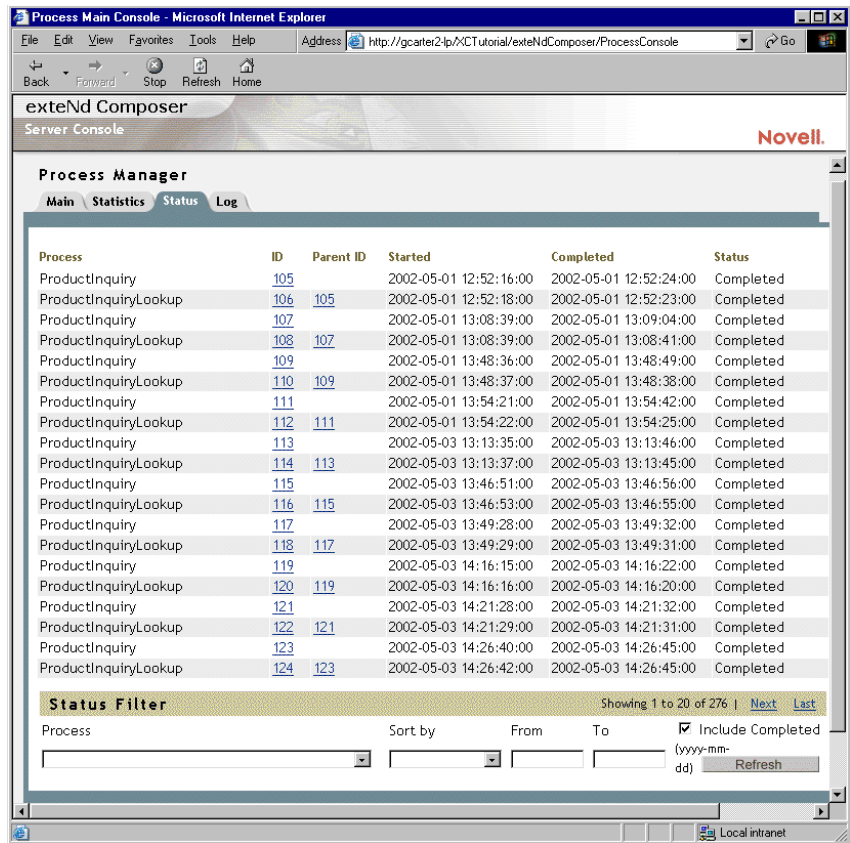 Process Main Console - Microsoft Internet Explorer
File Edit View Favorites Tools Help Address http://gcarter2-lp/XCTutorial/exteNdComposer/ProcessConsole Go
Back Forward Stop Refresh Home
exteNd Composer
Server Console
Novell.
Process Manager
Main Statistics Status Log
Process ID Parent ID Started Completed Status
ProductInquiry 105 2002-05-01 12:52:16:00 2002-05-01 12:52:24:00 Completed
ProductInquiryLookup 106 105 2002-05-01 12:52:18:00 2002-05-01 12:52:23:00 Completed
ProductInquiry 107 2002-05-01 13:08:39:00 2002-05-01 13:09:04:00 Completed
ProductInquiryLookup 108 107 2002-05-01 13:08:39:00 2002-05-01 13:08:41:00 Completed
ProductInquiry 109 2002-05-01 13:48:36:00 2002-05-01 13:48:49:00 Completed
ProductInquiryLookup 110 109 2002-05-01 13:48:37:00 2002-05-01 13:48:38:00 Completed
ProductInquiry 111 2002-05-01 13:54:21:00 2002-05-01 13:54:42:00 Completed
ProductInquiryLookup 112 111 2002-05-01 13:54:22:00 2002-05-01 13:54:25:00 Completed
ProductInquiry 113 2002-05-03 13:13:35:00 2002-05-03 13:13:46:00 Completed
ProductInquiryLookup 114 113 2002-05-03 13:13:37:00 2002-05-03 13:13:45:00 Completed
ProductInquiry 115 2002-05-03 13:46:51:00 2002-05-03 13:46:56:00 Completed
ProductInquiryLookup 116 115 2002-05-03 13:46:53:00 2002-05-03 13:46:55:00 Completed
ProductInquiry 117 2002-05-03 13:49:28:00 2002-05-03 13:49:32:00 Completed
ProductInquiryLookup 118 117 2002-05-03 13:49:29:00 2002-05-03 13:49:31:00 Completed
ProductInquiry 119 2002-05-03 14:16:15:00 2002-05-03 14:16:22:00 Completed
ProductInquiryLookup 120 119 2002-05-03 14:16:16:00 2002-05-03 14:16:20:00 Completed
ProductInquiry 121 2002-05-03 14:21:28:00 2002-05-03 14:21:32:00 Completed
ProductInquiryLookup 122 121 2002-05-03 14:21:29:00 2002-05-03 14:21:31:00 Completed
ProductInquiry 123 2002-05-03 14:26:40:00 2002-05-03 14:26:45:00 Completed
ProductInquiryLookup 124 123 2002-05-03 14:26:42:00 2002-05-03 14:26:45:00 Completed
Status Filter Showing 1 to 20 of 276 | Next Last
Process Sort by From To Include Completed
(yyyy-mm-
dd) Refresh
Local intranet